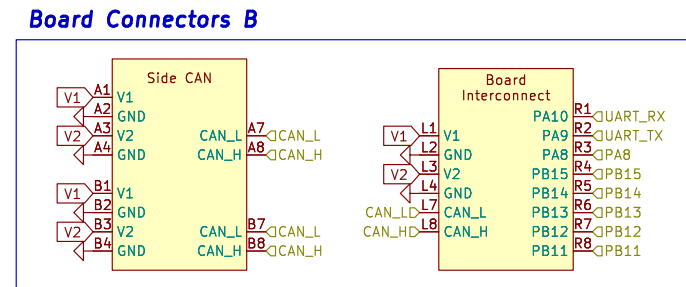 Board Connectors B
Side CAN
V1 A1 V1
A2 GND
V2 A3 V2 CAN_L A7 CAN_L
A4 GND CAN_H A8 CAN_H
V1 B1 V1
B2 GND
V2 B3 V2 CAN_L B7 CAN_L
B4 GND CAN_H B8 CAN_H
Board
Interconnect
PA10 R1 UART_RX
V1 L1 V1 PA9 R2 UART_TX
L2 GND PA8 R3 PA8
V2 L3 V2 PB15 R4 PB15
L4 GND PB14 R5 PB14
CAN_L L7 CAN_L PB13 R6 PB13
CAN_H L8 CAN_H PB12 R7 PB12
PB11 R8 PB11